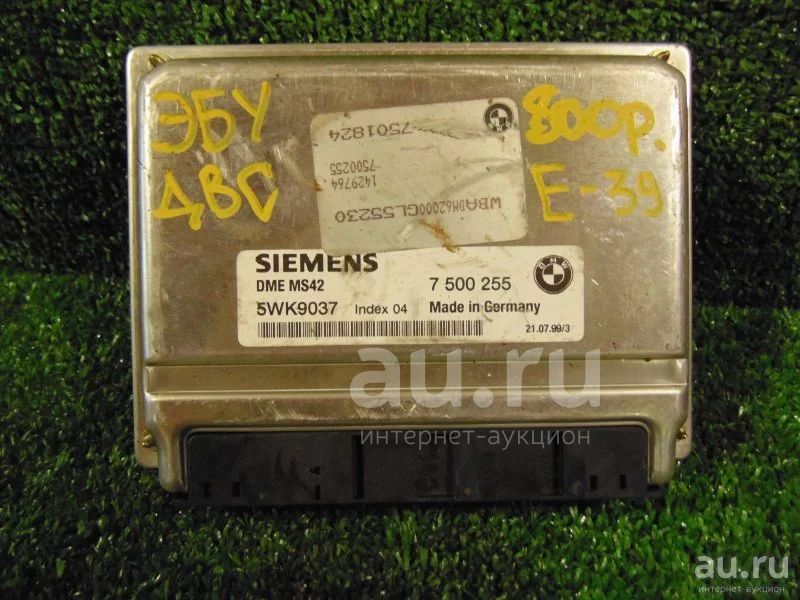 ЭБУ
ДВС
800р.
E-39
7501824
7500255
1429764
WBADM62000GL55230
SIEMENS
DME MS42
7 500 255
BMW
5WK9037 Index 04 Made in Germany
21.07.99/3
au.ru
интернет-аукцион
au.ru
интернет-аукцион